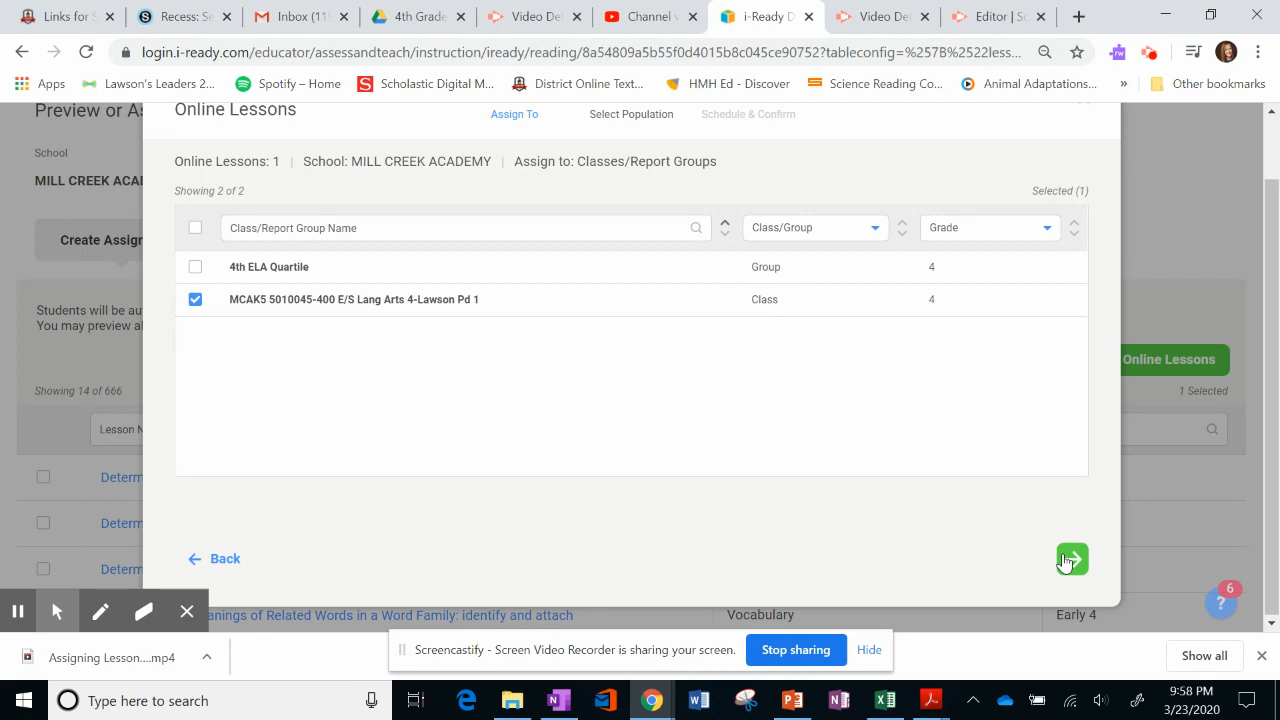 Links for S
Recess: Se
Inbox (119
4th Grade
Video Det
Channel v
i-Ready D
Video Det
Editor | Sc
login.i-ready.com/educator/assessandteach/instruction/iready/reading/8a54809a5b55f0d4015b8c045ce90752?tableconfig=%257B%2522less...
Apps
Lawson's Leaders 2...
Spotify – Home
Scholastic Digital M...
District Online Text...
HMH Ed - Discover
Science Reading Co...
Animal Adaptations...
»
Other bookmarks
Preview or As
Online Lessons
Assign To
Select Population
Schedule & Confirm
School
MILL CREEK ACAD
Online Lessons: 1 | School: MILL CREEK ACADEMY | Assign to: Classes/Report Groups
Showing 2 of 2
Selected (1)
Create Assign
Class/Report Group Name
Class/Group
Grade
4th ELA Quartile
Group
4
MCAK5 5010045-400 E/S Lang Arts 4-Lawson Pd 1
Class
4
Students will be au
You may preview al
Online Lessons
Showing 14 of 666
1 Selected
Lesson N
Determ
Determ
Determ
Back
anings of Related Words in a Word Family: identify and attach
Vocabulary
Early 4
6
?
Screencastify - Screen Video Recorder is sharing your screen.
Stop sharing
Hide
Assigning Lesson....mp4
Show all
Type here to search
9:58 PM
3/23/2020